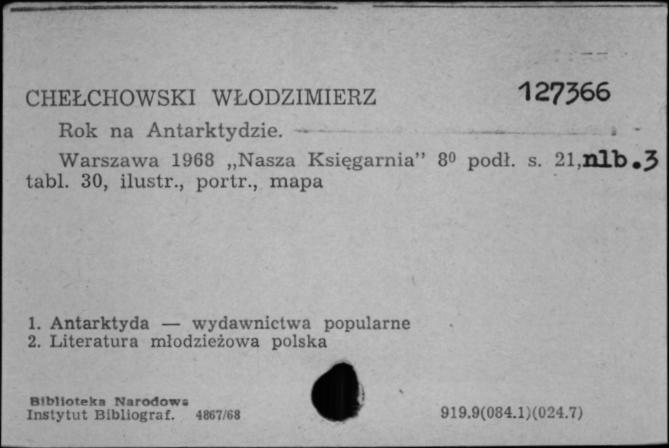 CHEŁCHOWSKI WŁODZIMIERZ 127366
Rok na Antarktydzie.
Warszawa 1968 „Nasza Księgarnia” 8⁰ podł. s. 21, nlb. 3
tabl. 30, ilustr., portr., mapa
1. Antarktyda — wydawnictwa popularne
2. Literatura młodzieżowa polska
Biblioteka Narodowa
Instytut Bibliograf. 4867/68 919.9(084.1)(024.7)